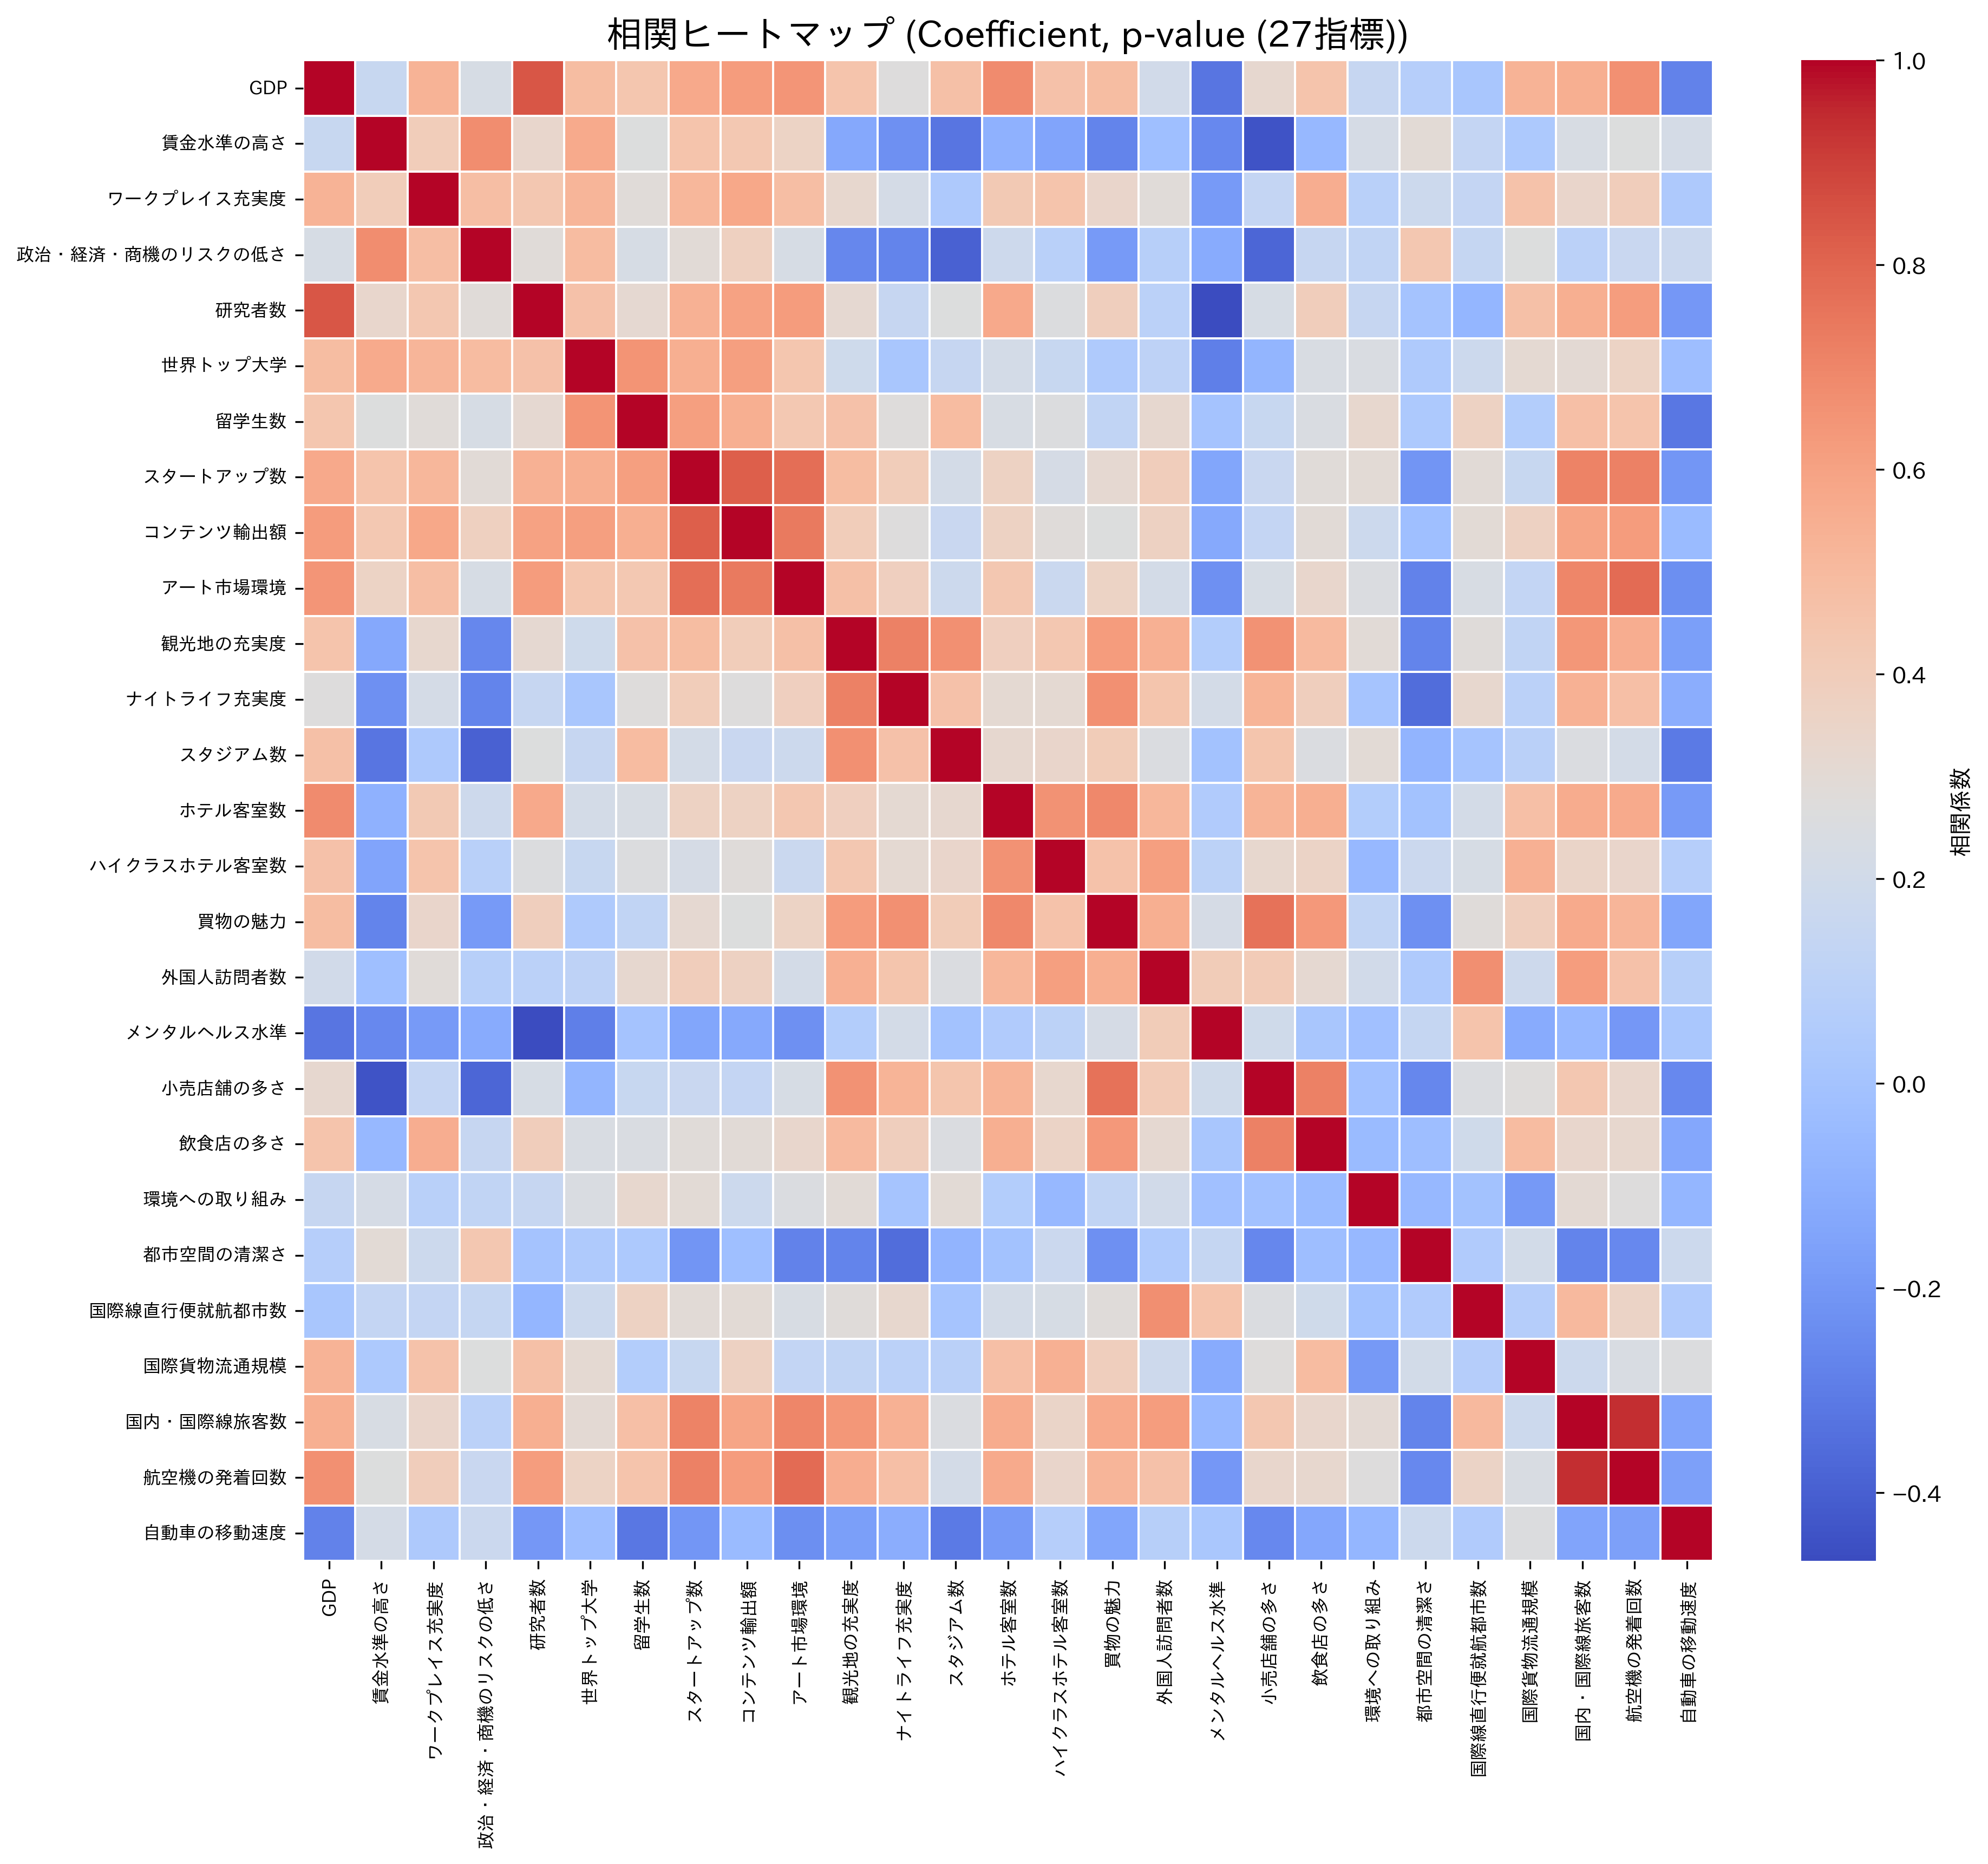 相関ヒートマップ (Coefficient, p-value (27指標))
GDP
賃金水準の高さ
ワークプレイス充実度
政治・経済・商機のリスクの低さ
研究者数
世界トップ大学
留学生数
スタートアップ数
コンテンツ輸出額
アート市場環境
観光地の充実度
ナイトライフ充実度
スタジアム数
ホテル客室数
ハイクラスホテル客室数
買物の魅力
外国人訪問者数
メンタルヘルス水準
小売店舗の多さ
飲食店の多さ
環境への取り組み
都市空間の清潔さ
国際線直行便就航都市数
国際貨物流通規模
国内・国際線旅客数
航空機の発着回数
自動車の移動速度
GDP
賃金水準の高さ
ワークプレイス充実度
政治・経済・商機のリスクの低さ
研究者数
世界トップ大学
留学生数
スタートアップ数
コンテンツ輸出額
アート市場環境
観光地の充実度
ナイトライフ充実度
スタジアム数
ホテル客室数
ハイクラスホテル客室数
買物の魅力
外国人訪問者数
メンタルヘルス水準
小売店舗の多さ
飲食店の多さ
環境への取り組み
都市空間の清潔さ
国際線直行便就航都市数
国際貨物流通規模
国内・国際線旅客数
航空機の発着回数
自動車の移動速度
1.0
0.8
0.6
0.4
0.2
0.0
−0.2
−0.4
相関係数